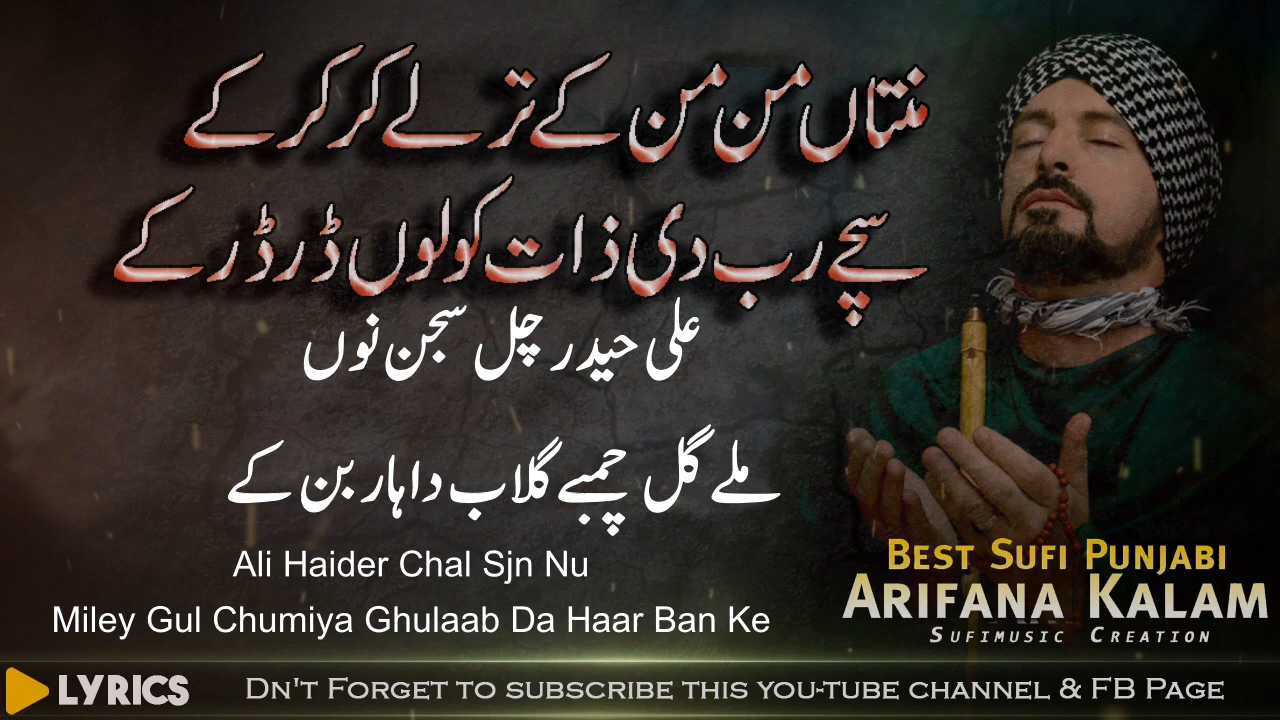 منتاں من من کے ترلے کر کر کے
سچے رب دی ذات کولوں ڈر ڈر کے
علی حیدر چل سجن نوں
ملے گل چمبے گلاب دا ہار بن کے
Ali Haider Chal Sjn Nu
Miley Gul Chumiya Ghulaab Da Haar Ban Ke
BEST SUFI PUNJABI
ARIFANA KALAM
SUFIMUSIC CREATION
LYRICS
DN'T FORGET TO SUBSCRIBE THIS YOU-TUBE CHANNEL & FB PAGE